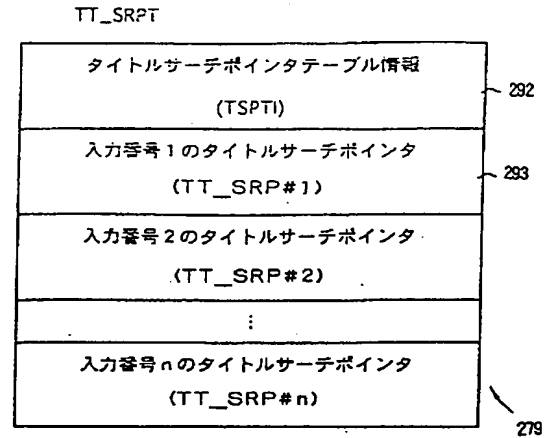 TT_SRPT
タイトルサーチポインタテーブル情報
(TSPTI)
292
入力番号1のタイトルサーチポインタ
(TT_SRP#1)
293
入力番号2のタイトルサーチポインタ
(TT_SRP#2)
⋮
入力番号nのタイトルサーチポインタ
(TT_SRP#n)
279